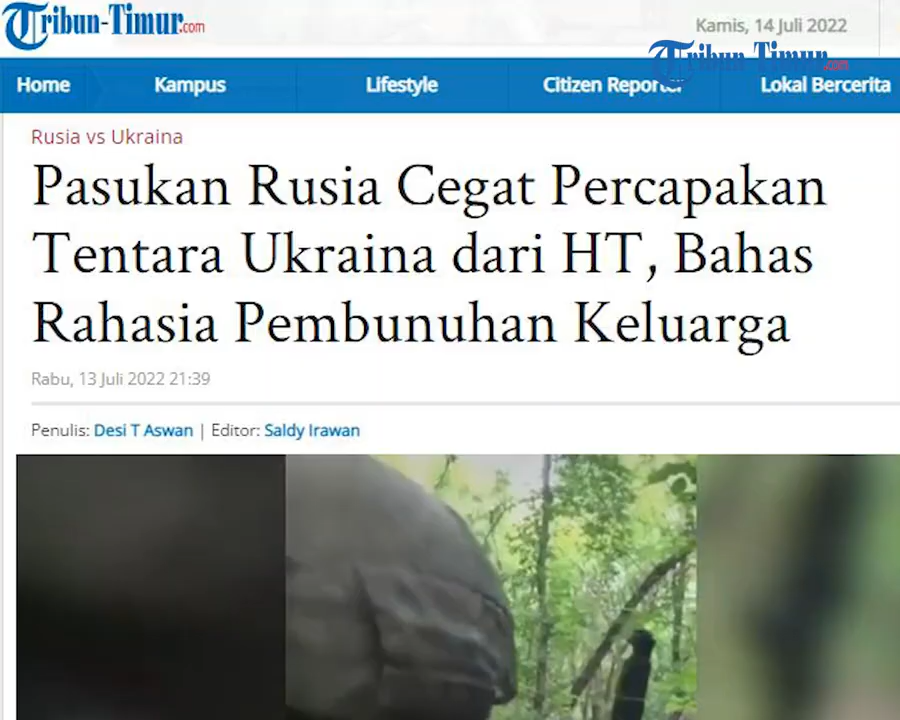 Tribun-Timur.com
Kamis, 14 Juli 2022
Tribun Timur.com
Home Kampus Lifestyle Citizen Reporter Lokal Bercerita
Rusia vs Ukraina
Pasukan Rusia Cegat Percapakan
Tentara Ukraina dari HT, Bahas
Rahasia Pembunuhan Keluarga
Rabu, 13 Juli 2022 21:39
Penulis: Desi T Aswan | Editor: Saldy Irawan